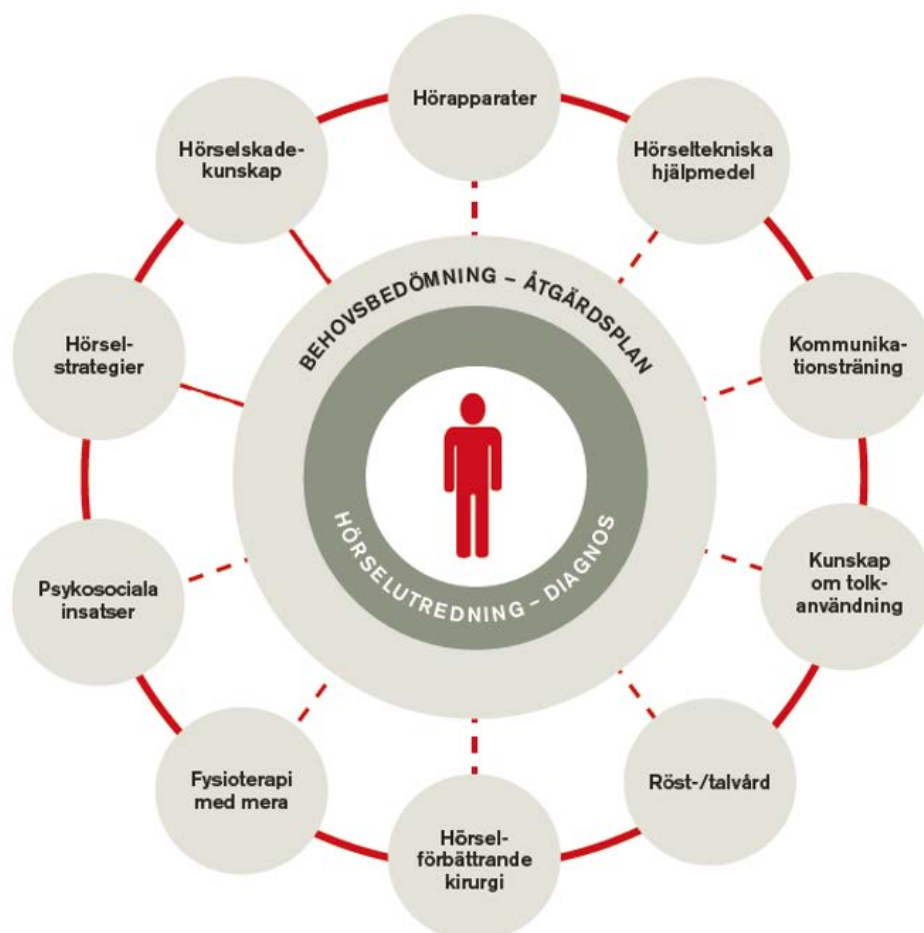 Hörapparater
Hörseltekniska
hjälpmedel
Kommunika-
tionsträning
Kunskap
om tolk-
användning
Röst-/talvård
Hörsel-
förbättrande
kirurgi
Fysioterapi
med mera
Psykosociala
insatser
Hörsel-
strategier
Hörselskade-
kunskap
BEHOVSBEDÖMNING – ÅTGÄRDSPLAN
HÖRSELUTREDNING – DIAGNOS